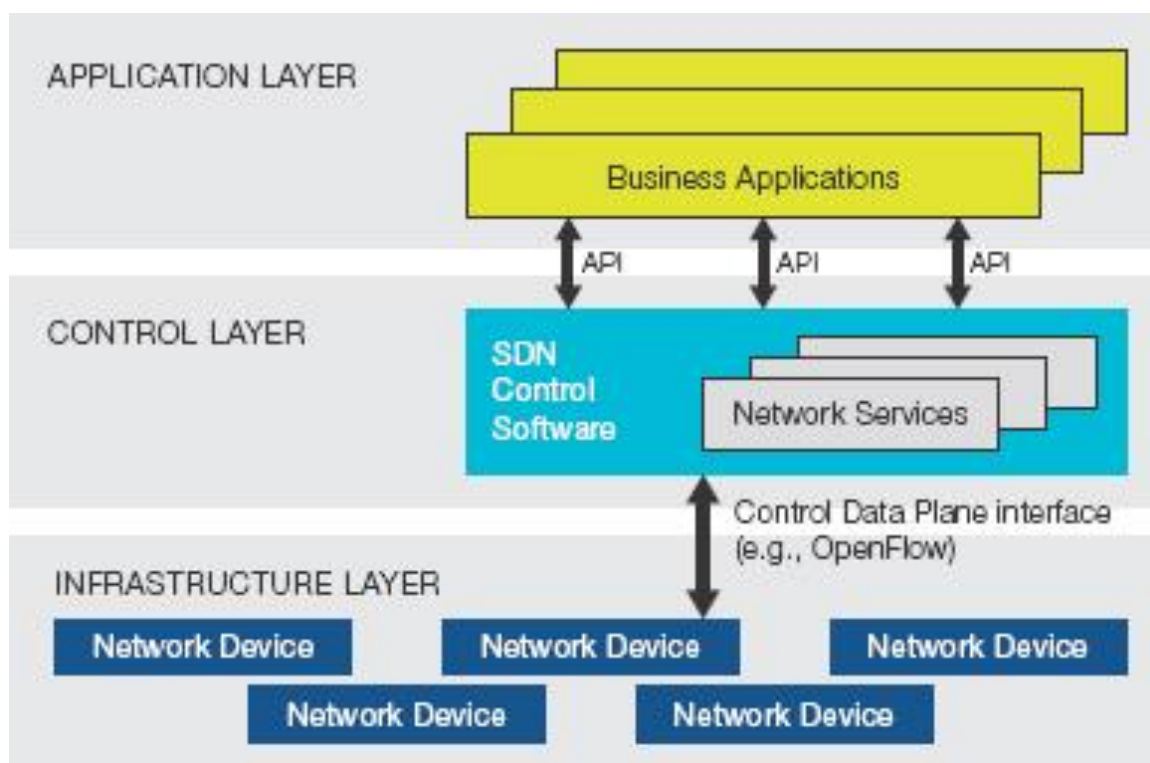 APPLICATION LAYER
Business Applications
API
API
API
CONTROL LAYER
SDN
Control
Software
Network Services
Control Data Plane interface
(e.g., OpenFlow)
INFRASTRUCTURE LAYER
Network Device
Network Device
Network Device
Network Device
Network Device